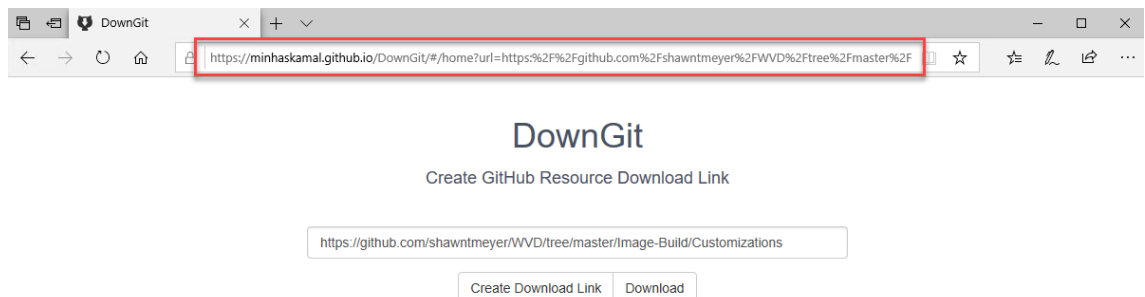 DownGit
https://minhaskamal.github.io/DownGit/#/home?url=https:%2F%2Fgithub.com%2Fshawntmeyer%2FWVD%2Ftree%2Fmaster%2F
DownGit
Create GitHub Resource Download Link
https://github.com/shawntmeyer/WVD/tree/master/Image-Build/Customizations
Create Download Link Download